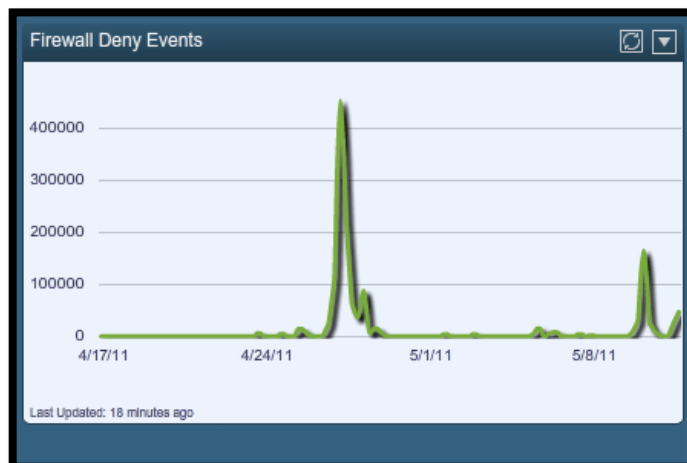 Firewall Deny Events
400000
300000
200000
100000
0
4/17/11 4/24/11 5/1/11 5/8/11
Last Updated: 18 minutes ago